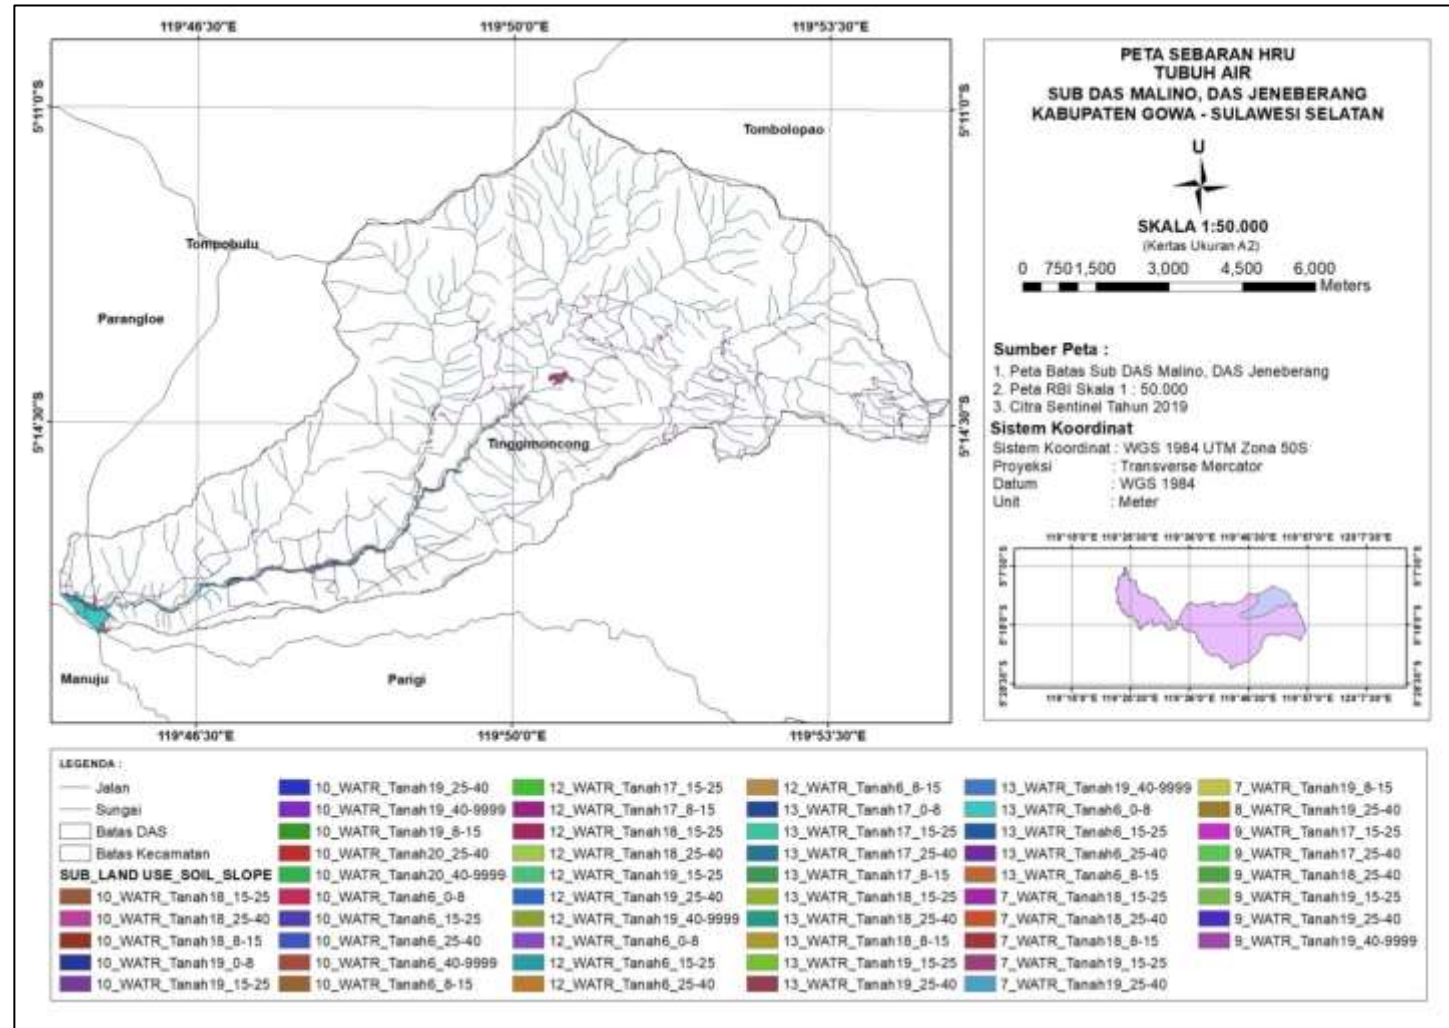 119°46'30"E 119°50'0"E 119°53'30"E
5°11'0"S
5°11'0"S
5°14'30"S
5°14'30"S
Tombolopao
Tompobulu
Parangloe
Tinggimoncong
Manuju
Parigi
119°46'30"E 119°50'0"E 119°53'30"E
PETA SEBARAN HRU
TUBUH AIR
SUB DAS MALINO, DAS JENEBERANG
KABUPATEN GOWA - SULAWESI SELATAN
U
SKALA 1:50.000
(Kertas Ukuran A2)
0 750 1,500 3,000 4,500 6,000
Meters
Sumber Peta :
1. Peta Batas Sub DAS Malino, DAS Jeneberang
2. Peta RBI Skala 1 : 50.000
3. Citra Sentinel Tahun 2019
Sistem Koordinat
Sistem Koordinat : WGS 1984 UTM Zona 50S
Proyeksi : Transverse Mercator
Datum : WGS 1984
Unit : Meter
LEGENDA :
Jalan
Sungai
Batas DAS
Batas Kecamatan
SUB_LAND USE_SOIL_SLOPE
10_WATR_Tanah18_15-25
10_WATR_Tanah18_25-40
10_WATR_Tanah18_8-15
10_WATR_Tanah19_0-8
10_WATR_Tanah19_15-25
10_WATR_Tanah19_25-40
10_WATR_Tanah19_40-9999
10_WATR_Tanah19_8-15
10_WATR_Tanah20_25-40
10_WATR_Tanah20_40-9999
10_WATR_Tanah6_0-8
10_WATR_Tanah6_15-25
10_WATR_Tanah6_25-40
10_WATR_Tanah6_40-9999
10_WATR_Tanah6_8-15
12_WATR_Tanah17_15-25
12_WATR_Tanah17_8-15
12_WATR_Tanah18_15-25
12_WATR_Tanah18_25-40
12_WATR_Tanah19_15-25
12_WATR_Tanah19_25-40
12_WATR_Tanah19_40-9999
12_WATR_Tanah6_0-8
12_WATR_Tanah6_15-25
12_WATR_Tanah6_25-40
12_WATR_Tanah6_8-15
13_WATR_Tanah17_0-8
13_WATR_Tanah17_15-25
13_WATR_Tanah17_25-40
13_WATR_Tanah17_8-15
13_WATR_Tanah18_15-25
13_WATR_Tanah18_25-40
13_WATR_Tanah18_8-15
13_WATR_Tanah19_15-25
13_WATR_Tanah19_25-40
13_WATR_Tanah19_40-9999
13_WATR_Tanah6_0-8
13_WATR_Tanah6_15-25
13_WATR_Tanah6_25-40
13_WATR_Tanah6_8-15
7_WATR_Tanah18_15-25
7_WATR_Tanah18_25-40
7_WATR_Tanah18_8-15
7_WATR_Tanah19_15-25
7_WATR_Tanah19_25-40
7_WATR_Tanah19_8-15
8_WATR_Tanah19_25-40
9_WATR_Tanah17_15-25
9_WATR_Tanah17_25-40
9_WATR_Tanah18_25-40
9_WATR_Tanah19_15-25
9_WATR_Tanah19_25-40
9_WATR_Tanah19_40-9999